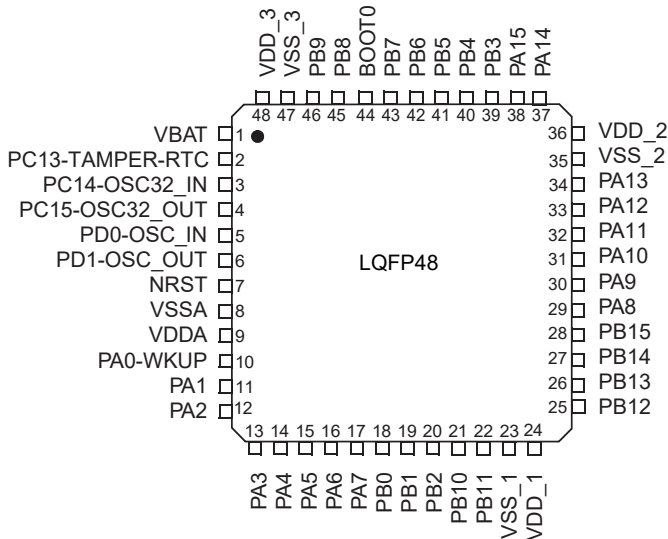 VDD_3
VSS_3
PB9
PB8
BOOT0
PB7
PB6
PB5
PB4
PB3
PA15
PA14
48 47 46 45 44 43 42 41 40 39 38 37
VBAT 1
PC13-TAMPER-RTC 2
PC14-OSC32_IN 3
PC15-OSC32_OUT 4
PD0-OSC_IN 5
PD1-OSC_OUT 6
NRST 7
VSSA 8
VDDA 9
PA0-WKUP 10
PA1 11
PA2 12
LQFP48
36 VDD_2
35 VSS_2
34 PA13
33 PA12
32 PA11
31 PA10
30 PA9
29 PA8
28 PB15
27 PB14
26 PB13
25 PB12
13 14 15 16 17 18 19 20 21 22 23 24
PA3
PA4
PA5
PA6
PA7
PB0
PB1
PB2
PB10
PB11
VSS_1
VDD_1